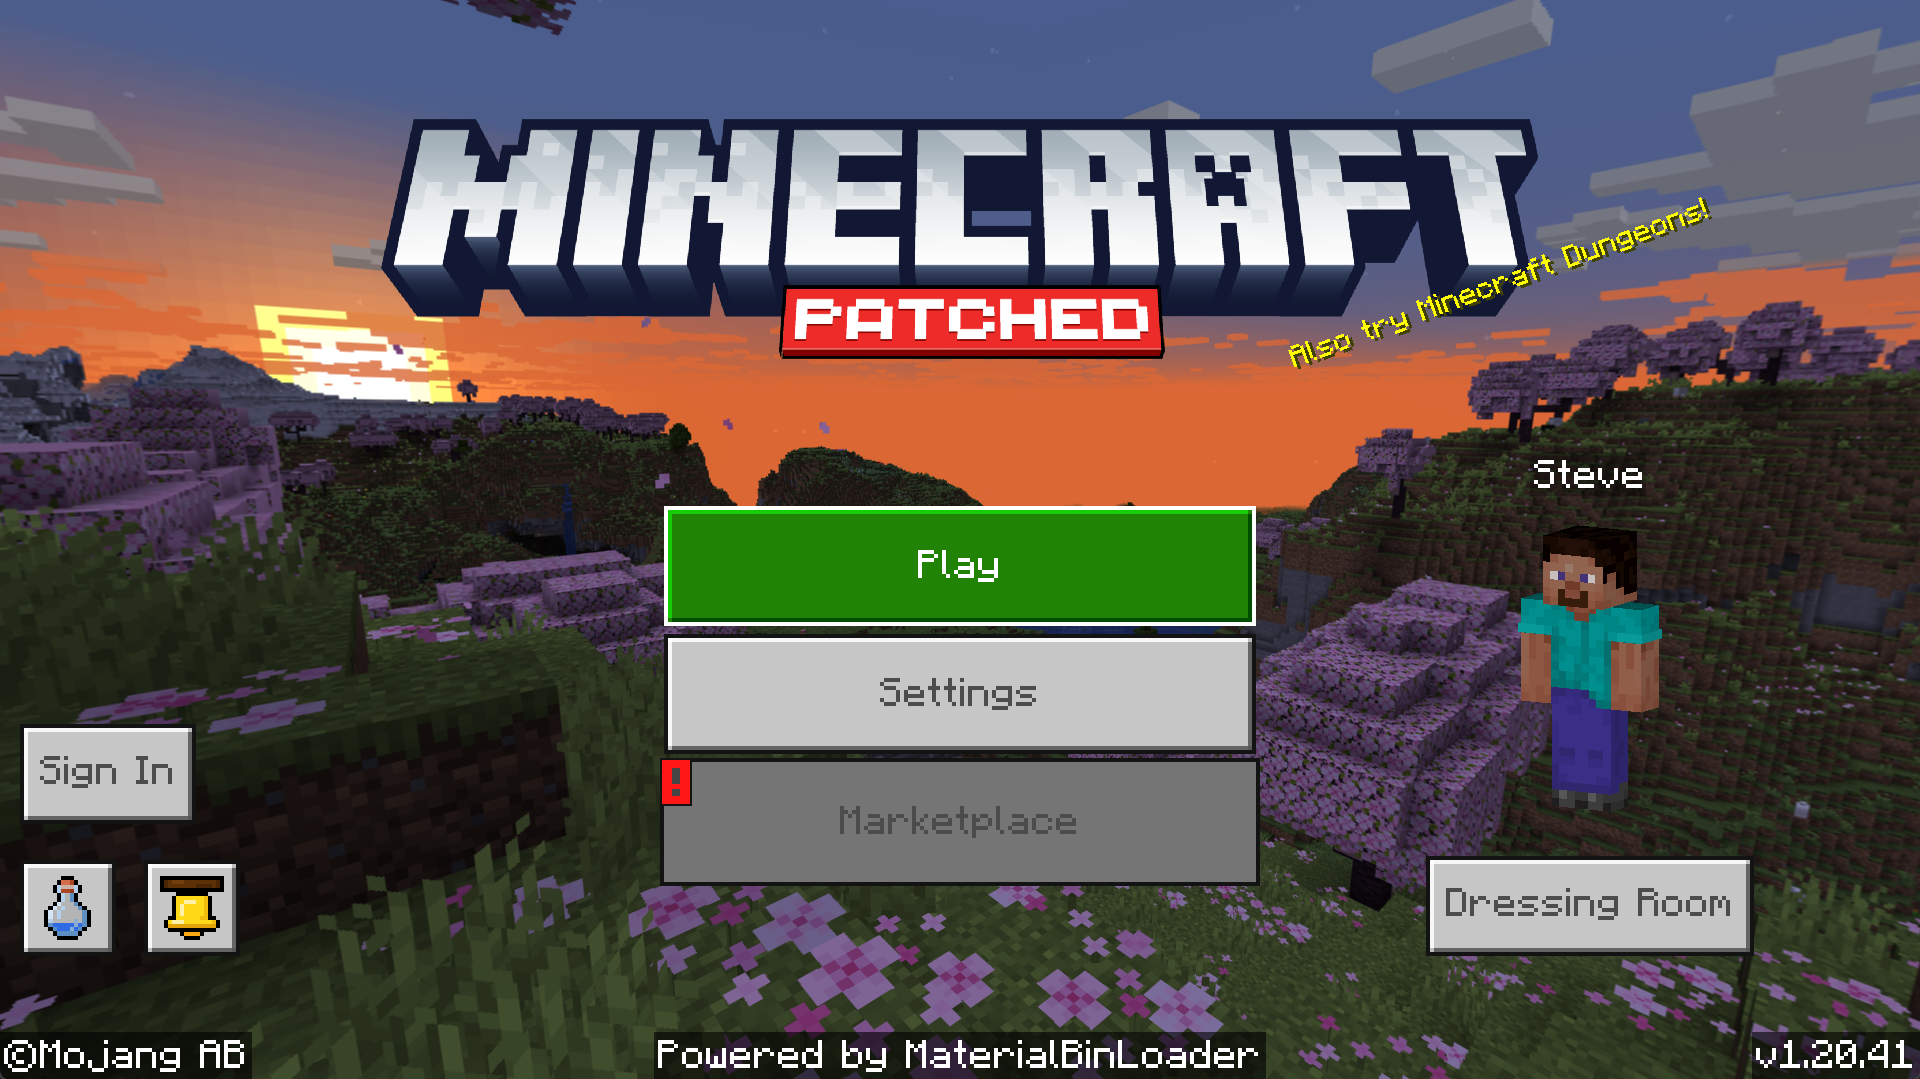 MINECRAFT
PATCHED
Also try Minecraft Dungeons!
Steve
Play
Settings
!
Marketplace
Sign In
Dressing Room
©Mojang AB
Powered by MaterialBinLoader
v1.20.41